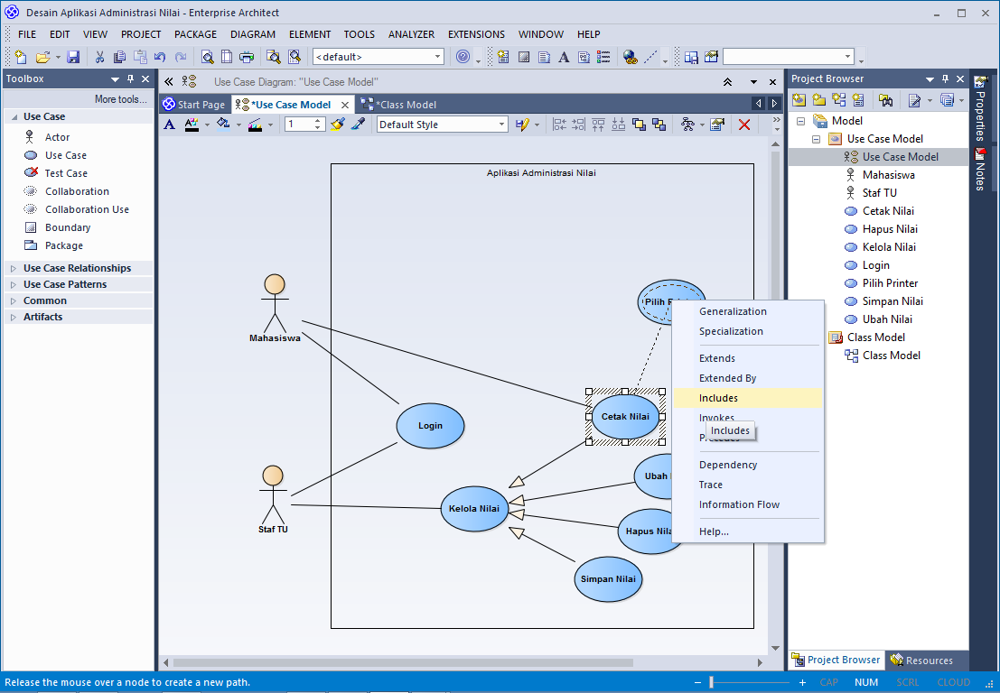 Desain Aplikasi Administrasi Nilai - Enterprise Architect
FILE EDIT VIEW PROJECT PACKAGE DIAGRAM ELEMENT TOOLS ANALYZER EXTENSIONS WINDOW HELP
<default>
Toolbox
More tools...
Use Case
Actor
Use Case
Test Case
Collaboration
Collaboration Use
Boundary
Package
Use Case Relationships
Use Case Patterns
Common
Artifacts
Use Case Diagram: "Use Case Model"
Start Page *Use Case Model *Class Model
1 Default Style
Aplikasi Administrasi Nilai
Mahasiswa
Staf TU
Login
Kelola Nilai
Pilih
Cetak Nilai
Ubah
Hapus Nila
Simpan Nilai
Generalization
Specialization
Extends
Extended By
Includes
Invokes
Includes
Precedes
Dependency
Trace
Information Flow
Help...
Project Browser
Model
Use Case Model
Use Case Model
Mahasiswa
Staf TU
Cetak Nilai
Hapus Nilai
Kelola Nilai
Login
Pilih Printer
Simpan Nilai
Ubah Nilai
Class Model
Class Model
Project Browser Resources
Properties
Notes
Release the mouse over a node to create a new path.
CAP NUM SCRL CLOUD